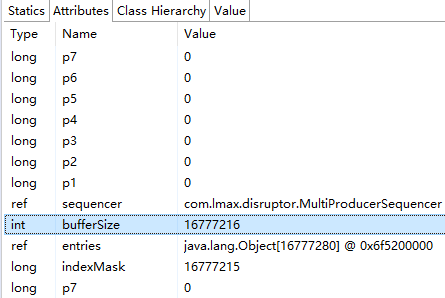 Statics Attributes Class Hierarchy Value
Type Name Value
long p7 0
long p6 0
long p5 0
long p4 0
long p3 0
long p2 0
long p1 0
ref sequencer com.lmax.disruptor.MultiProducerSequencer
int bufferSize 16777216
ref entries java.lang.Object[16777280] @ 0x6f5200000
long indexMask 16777215
long p7 0